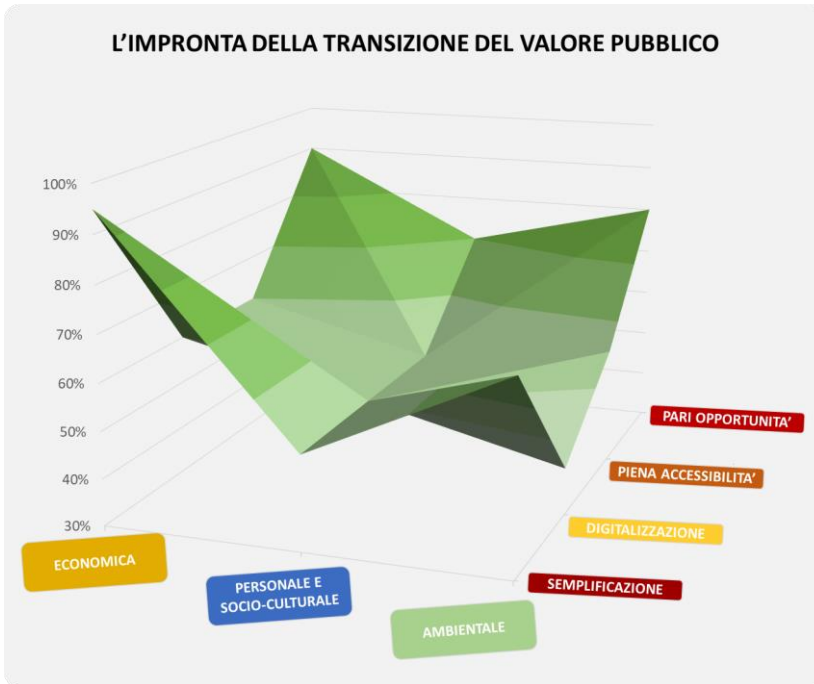 L'IMPRONTA DELLA TRANSIZIONE DEL VALORE PUBBLICO
100%
90%
80%
70%
60%
50%
40%
30%
PARI OPPORTUNITA'
PIENA ACCESSIBILITA'
DIGITALIZZAZIONE
SEMPLIFICAZIONE
ECONOMICA
PERSONALE E
SOCIO-CULTURALE
AMBIENTALE